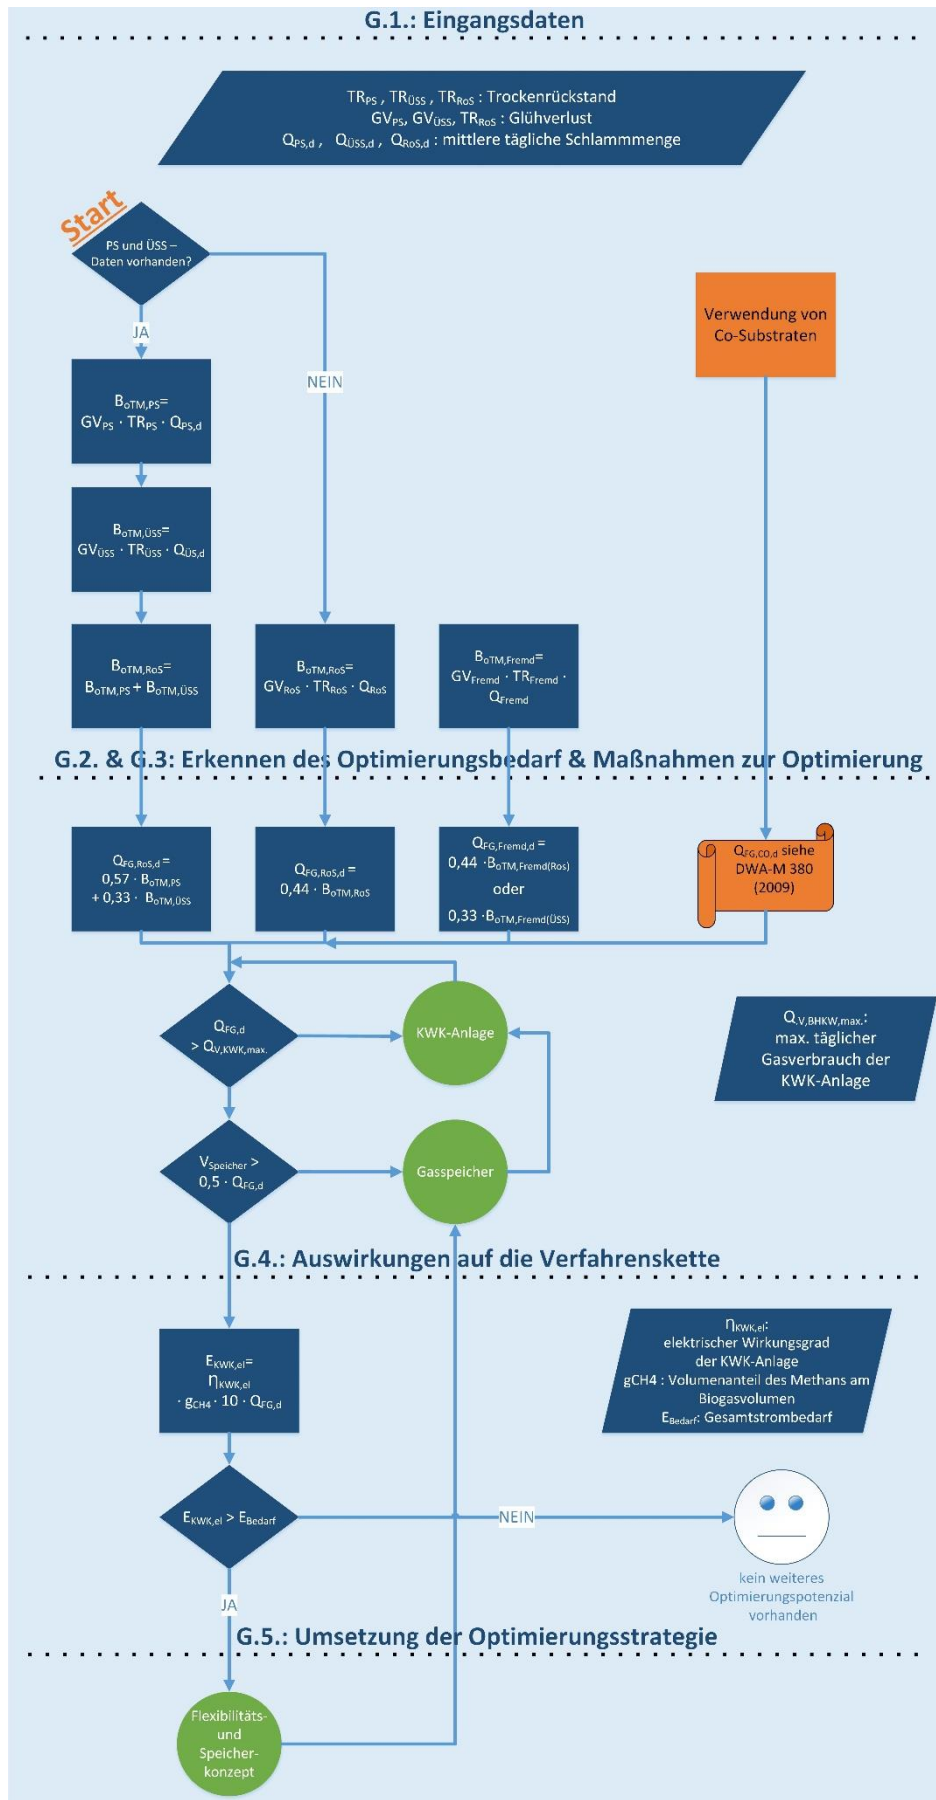 G.1.: Eingangsdaten
TR_PS , TR_ÜSS , TR_RoS : Trockenrückstand
GV_PS, GV_ÜSS, TR_RoS : Glühverlust
Q_PS,d , Q_ÜSS,d , Q_RoS,d : mittlere tägliche Schlammmenge
Start
PS und ÜSS –
Daten vorhanden?
JA
NEIN
Verwendung von
Co-Substraten
B_oTM,PS=
GV_PS · TR_PS · Q_PS,d
B_oTM,ÜSS=
GV_ÜSS · TR_ÜSS · Q_ÜS,d
B_oTM,RoS=
B_oTM,PS + B_oTM,ÜSS
B_oTM,RoS=
GV_RoS · TR_RoS · Q_RoS
B_oTM,Fremd=
GV_Fremd · TR_Fremd ·
Q_Fremd
G.2. & G.3: Erkennen des Optimierungsbedarf & Maßnahmen zur Optimierung
Q_FG,RoS,d =
0,57 · B_oTM,PS
+ 0,33 · B_oTM,ÜSS
Q_FG,RoS,d =
0,44 · B_oTM,RoS
Q_FG,Fremd,d =
0,44 ·B_oTM,Fremd(Ros)
oder
0,33 ·B_oTM,Fremd(ÜSS)
Q_FG,CO,d siehe
DWA-M 380
(2009)
Q_FG,d
> Q_V,KWK,max.
KWK-Anlage
Q_.V,BHKW,max.:
max. täglicher
Gasverbrauch der
KWK-Anlage
V_Speicher >
0,5 · Q_FG,d
Gasspeicher
G.4.: Auswirkungen auf die Verfahrenskette
E_KWK,el=
η_KWK,el
· g_CH4 · 10 · Q_FG,d
η_KWK,el:
elektrischer Wirkungsgrad
der KWK-Anlage
gCH4 : Volumenanteil des Methans am
Biogasvolumen
E_Bedarf: Gesamtstrombedarf
E_KWK,el > E_Bedarf
NEIN
kein weiteres
Optimierungspotenzial
vorhanden
JA
G.5.: Umsetzung der Optimierungsstrategie
Flexibilitäts-
und
Speicher-
konzept